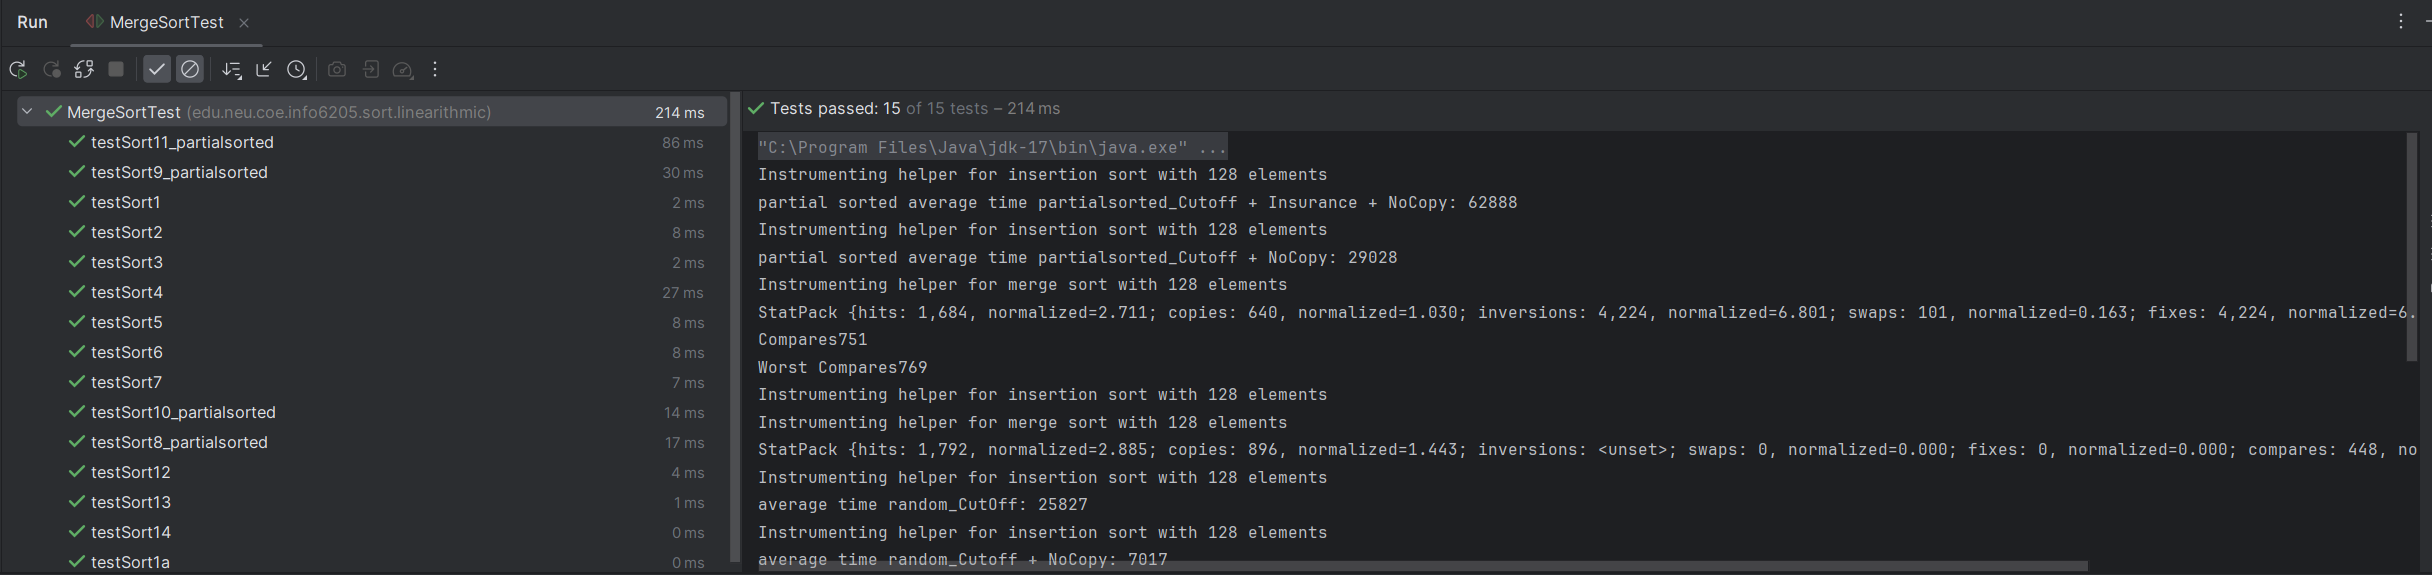 Run MergeSortTest
MergeSortTest (edu.neu.coe.info6205.sort.linearithmic) 214 ms
testSort11_partialsorted 86 ms
testSort9_partialsorted 30 ms
testSort1 2 ms
testSort2 8 ms
testSort3 2 ms
testSort4 27 ms
testSort5 8 ms
testSort6 8 ms
testSort7 7 ms
testSort10_partialsorted 14 ms
testSort8_partialsorted 17 ms
testSort12 4 ms
testSort13 1 ms
testSort14 0 ms
testSort1a 0 ms
Tests passed: 15 of 15 tests – 214 ms
"C:\Program Files\Java\jdk-17\bin\java.exe" ...
Instrumenting helper for insertion sort with 128 elements
partial sorted average time partialsorted_Cutoff + Insurance + NoCopy: 62888
Instrumenting helper for insertion sort with 128 elements
partial sorted average time partialsorted_Cutoff + NoCopy: 29028
Instrumenting helper for merge sort with 128 elements
StatPack {hits: 1,684, normalized=2.711; copies: 640, normalized=1.030; inversions: 4,224, normalized=6.801; swaps: 101, normalized=0.163; fixes: 4,224, normalized=6.
Compares751
Worst Compares769
Instrumenting helper for insertion sort with 128 elements
Instrumenting helper for merge sort with 128 elements
StatPack {hits: 1,792, normalized=2.885; copies: 896, normalized=1.443; inversions: <unset>; swaps: 0, normalized=0.000; fixes: 0, normalized=0.000; compares: 448, no
Instrumenting helper for insertion sort with 128 elements
average time random_CutOff: 25827
Instrumenting helper for insertion sort with 128 elements
average time random_Cutoff + NoCopy: 7017